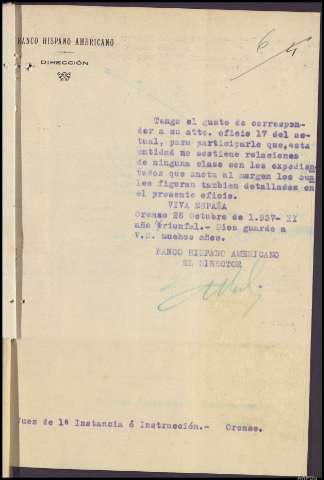 BANCO HISPANO AMERICANO
DIRECCIÓN
6
Tengo el gusto de correspon-
der a su atto. oficio 17 del ac-
tual, para participarle que,esta
entidad no sostiene relaciones
de ninguna clase con los expedien
tados que anota al margen los cua
les figuran tambien detallados en
el presente oficio.
VIVA ESPAÑA
Orense 25 Octubre de 1.937- II
año Triunfal.- Dios guarde a
V.S. muchos años.
BANCO HISPANO AMERICANO
EL DIRECTOR
Juez de 1ª Instancia é Instrucción.- Orense.